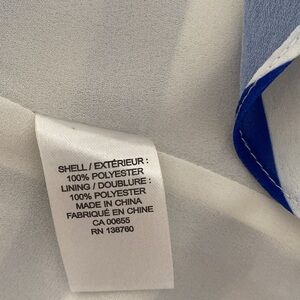 SHELL / EXTÉRIEUR :
100% POLYESTER
LINING / DOUBLURE :
100% POLYESTER
MADE IN CHINA
FABRIQUÉ EN CHINE
CA 00655
RN 138760